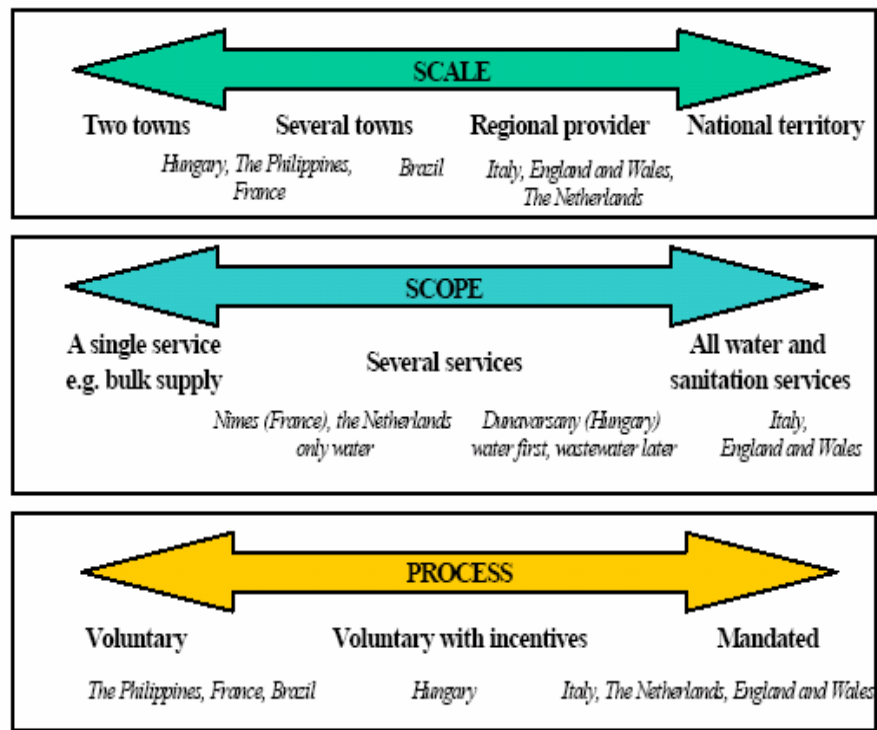 SCALE
Two towns Several towns Regional provider National territory
Hungary, The Philippines, Brazil Italy, England and Wales,
France The Netherlands
SCOPE
A single service Several services All water and
e.g. bulk supply sanitation services
Nimes (France), the Netherlands Dunavarsany (Hungary) Italy,
only water water first, wastewater later England and Wales
PROCESS
Voluntary Voluntary with incentives Mandated
The Philippines, France, Brazil Hungary Italy, The Netherlands, England and Wales